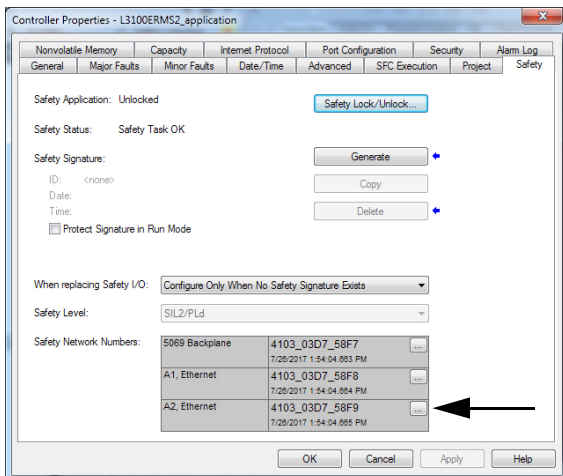 Controller Properties - L3100ERMS2_application
Nonvolatile Memory Capacity Internet Protocol Port Configuration Security Alarm Log
General Major Faults Minor Faults Date/Time Advanced SFC Execution Project Safety
Safety Application: Unlocked
Safety Lock/Unlock...
Safety Status: Safety Task OK
Safety Signature:
Generate
ID: <none>
Copy
Date:
Time:
Delete
Protect Signature in Run Mode
When replacing Safety I/O: Configure Only When No Safety Signature Exists
Safety Level: SIL2/PLd
Safety Network Numbers: 5069 Backplane 4103_03D7_58F7 ...
7/26/2017 1:54:04.663 PM
A1, Ethernet 4103_03D7_58F8 ...
7/26/2017 1:54:04.664 PM
A2, Ethernet 4103_03D7_58F9 ...
7/26/2017 1:54:04.665 PM
OK Cancel Apply Help